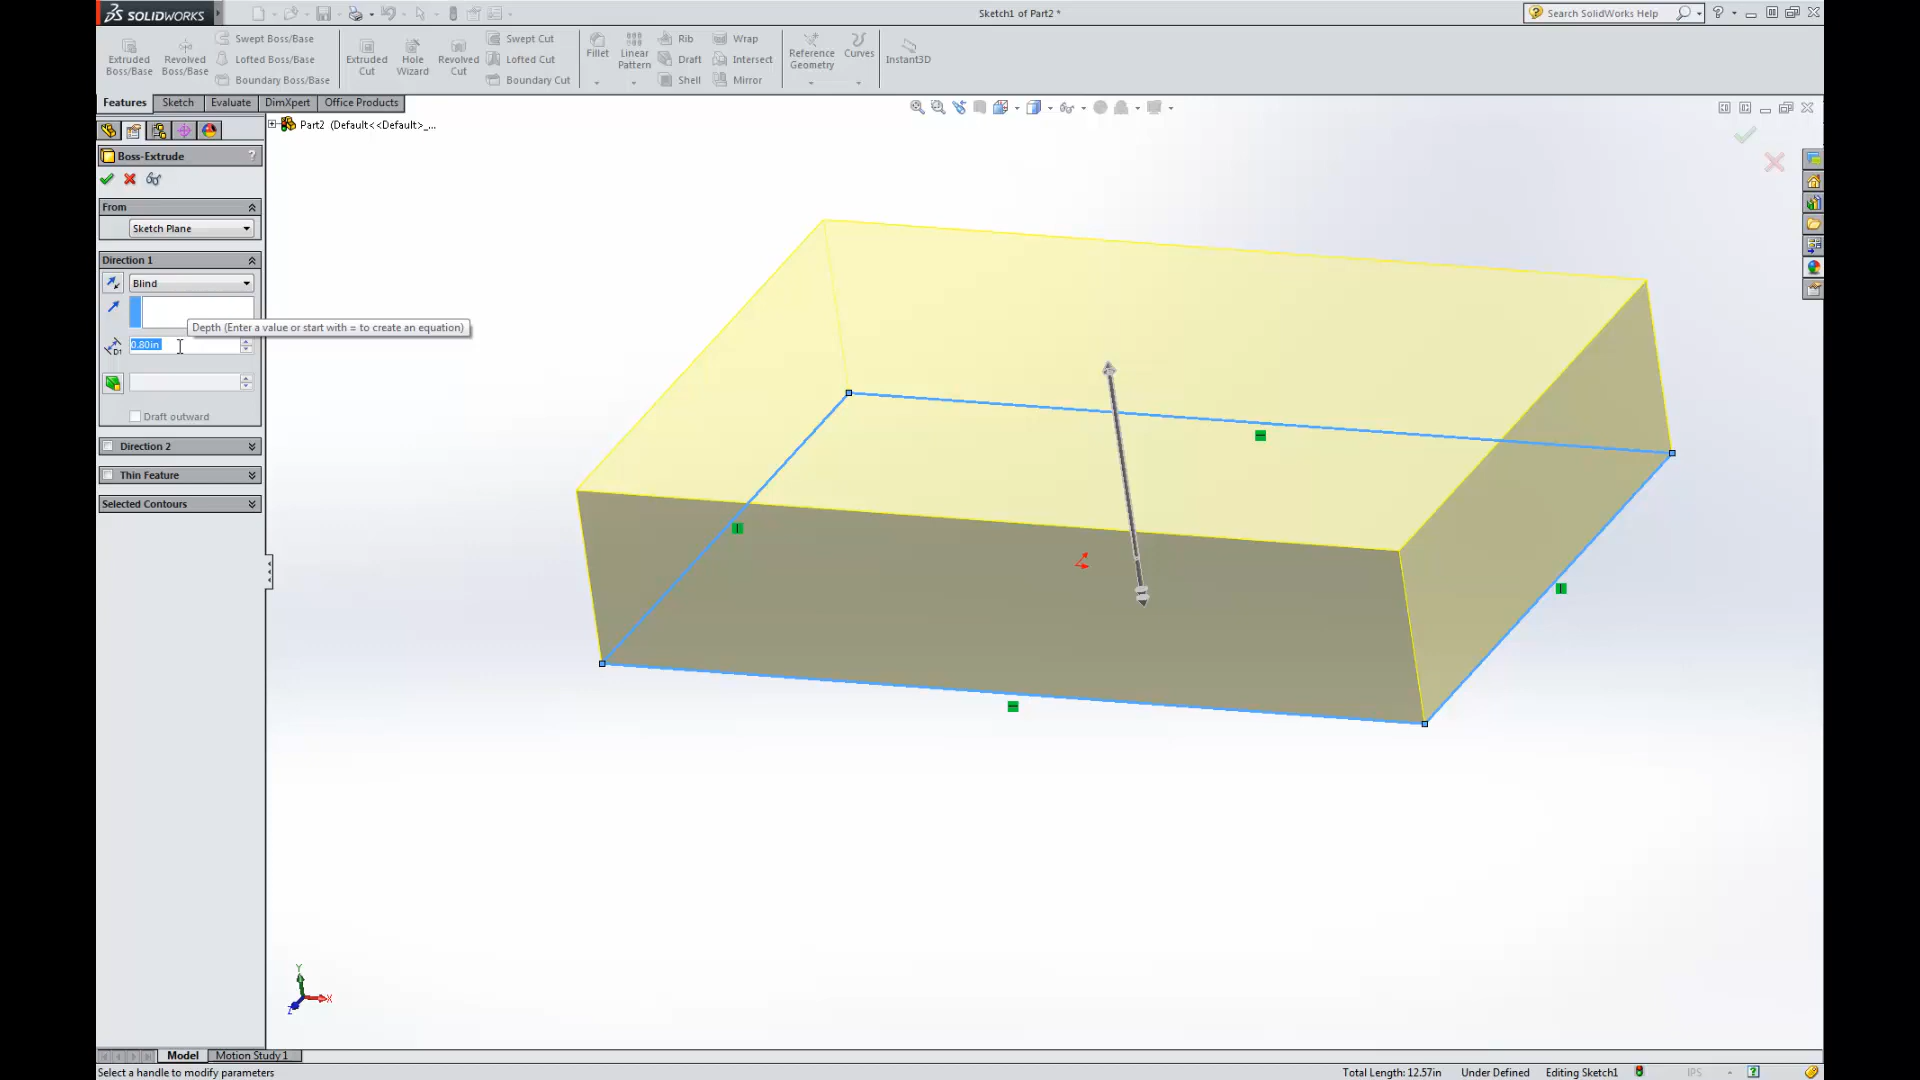 SOLIDWORKS
Sketch1 of Part2 *
Search SolidWorks Help
Extruded Boss/Base
Revolved Boss/Base
Swept Boss/Base
Lofted Boss/Base
Boundary Boss/Base
Extruded Cut
Hole Wizard
Revolved Cut
Swept Cut
Lofted Cut
Boundary Cut
Fillet
Linear Pattern
Rib
Draft
Shell
Wrap
Intersect
Mirror
Reference Geometry
Curves
Instant3D
Features
Sketch
Evaluate
DimXpert
Office Products
Part2 (Default<<Default>_...
Boss-Extrude
?
From
Sketch Plane
Direction 1
Blind
Depth (Enter a value or start with = to create an equation)
D1
0.80in
Draft outward
Direction 2
Thin Feature
Selected Contours
Y
X
Z
Model
Motion Study 1
Select a handle to modify parameters
Total Length: 12.57in
Under Defined
Editing Sketch1
IPS